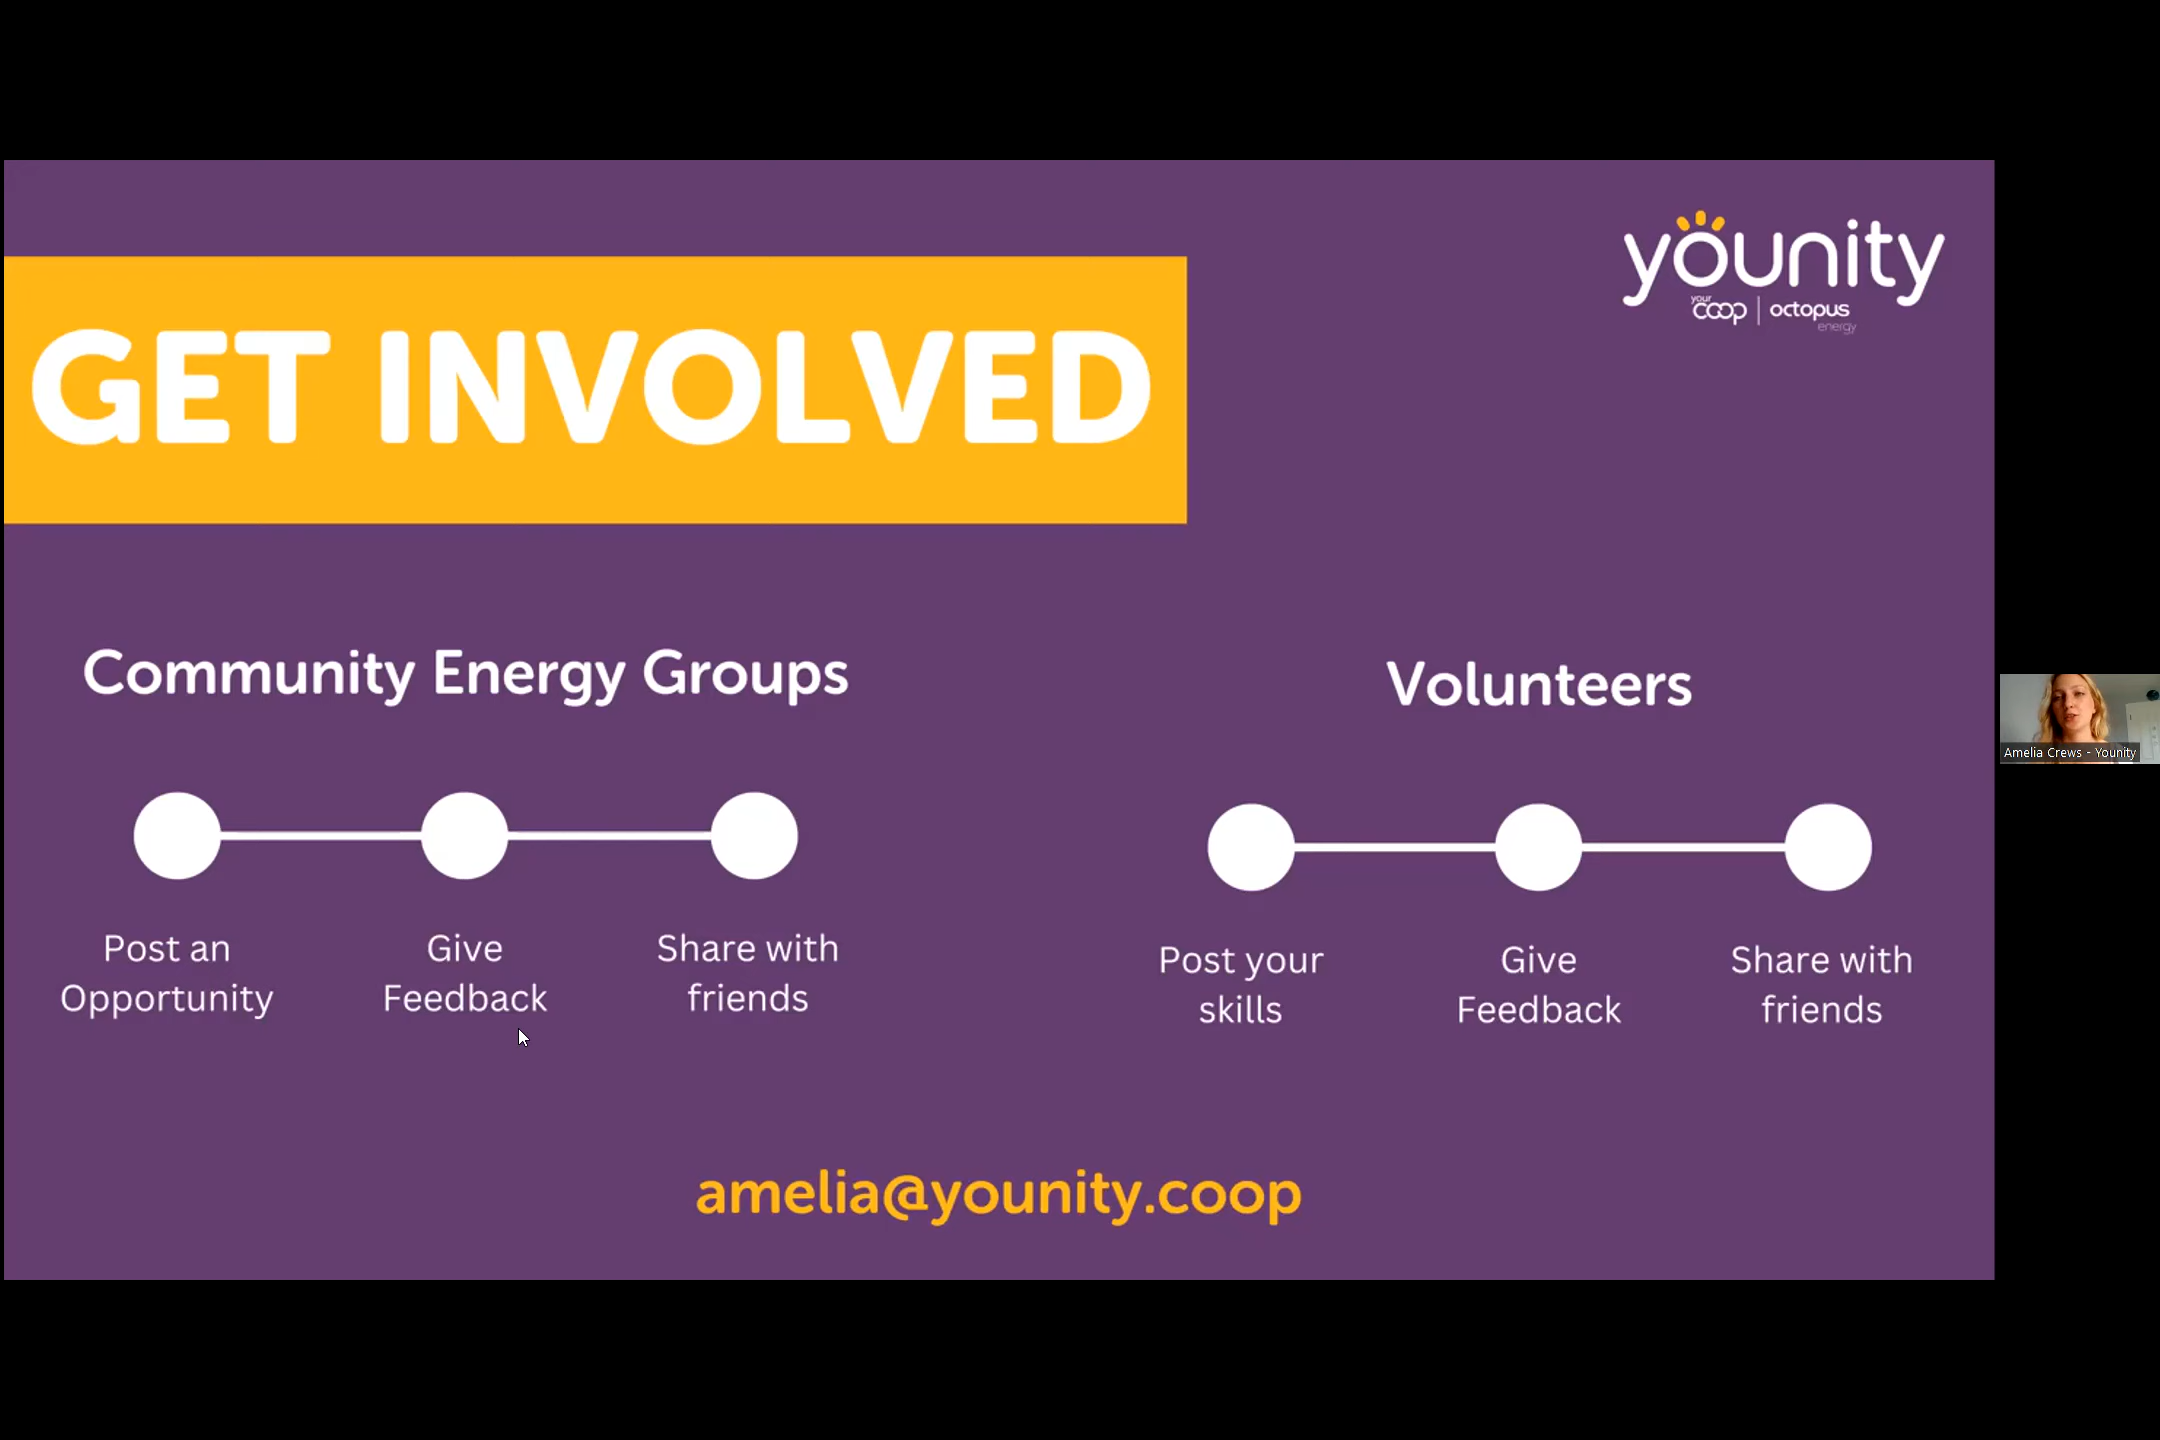 younity
your
coop | octopus
energy
GET INVOLVED
Community Energy Groups
Post an
Opportunity
Give
Feedback
Share with
friends
Volunteers
Post your
skills
Give
Feedback
Share with
friends
amelia@younity.coop
Amelia Crews - Younity